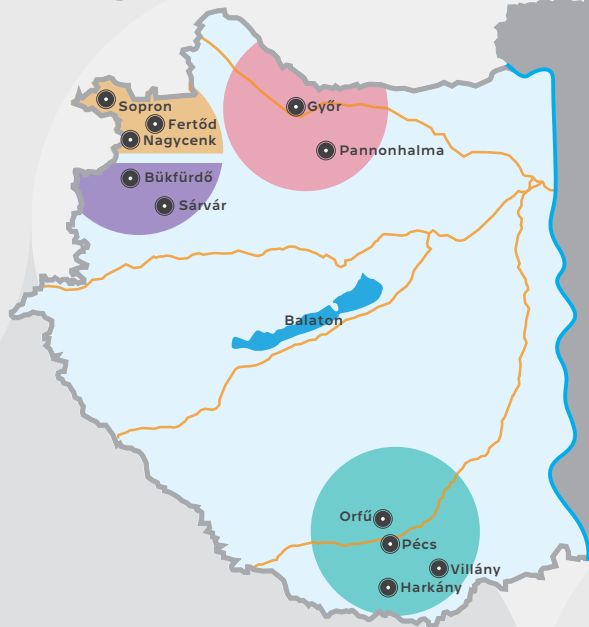 Sopron
Győr
Fertőd
Nagycenk
Pannonhalma
Bükfürdő
Sárvár
Balaton
Orfű
Pécs
Villány
Harkány